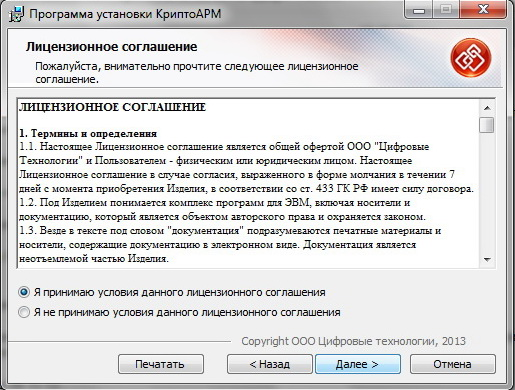 Программа установки КриптоАРМ
Лицензионное соглашение
Пожалуйста, внимательно прочтите следующее лицензионное
соглашение.
ЛИЦЕНЗИОННОЕ СОГЛАШЕНИЕ
1. Термины и определения
1.1. Настоящее Лицензионное соглашение является общей офертой ООО "Цифровые
Технологии" и Пользователем - физическим или юридическим лицом. Настоящее
Лицензионное соглашение в случае согласия, выраженного в форме молчания в течении 7
дней с момента приобретения Изделия, в соответствии со ст. 433 ГК РФ имеет силу договора.
1.2. Под Изделием понимается комплекс программ для ЭВМ, включая носители и
документацию, который является объектом авторского права и охраняется законом.
1.3. Везде в тексте под словом "документация" подразумеваются печатные материалы и
носители, содержащие документацию в электронном виде. Документация является
неотъемлемой частью Изделия.
Я принимаю условия данного лицензионного соглашения
Я не принимаю условия данного лицензионного соглашения
Copyright ООО Цифровые технологии, 2013
Печатать < Назад Далее > Отмена